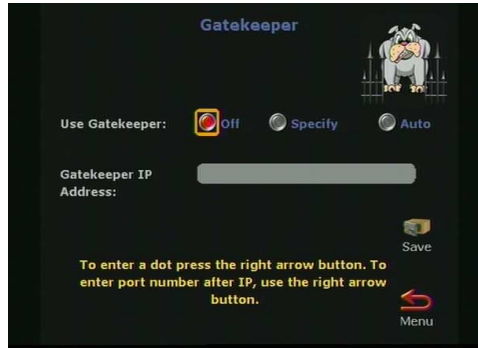 Gatekeeper
Use Gatekeeper: Off Specify Auto
Gatekeeper IP
Address:
Save
To enter a dot press the right arrow button. To
enter port number after IP, use the right arrow
button.
Menu